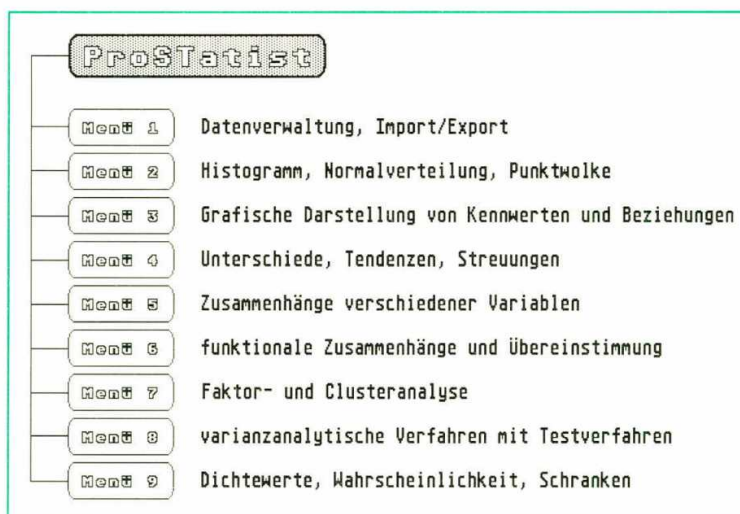 ProSTatist
Menü 1 Datenverwaltung, Import/Export
Menü 2 Histogramm, Normalverteilung, Punktwolke
Menü 3 Grafische Darstellung von Kennwerten und Beziehungen
Menü 4 Unterschiede, Tendenzen, Streuungen
Menü 5 Zusammenhänge verschiedener Variablen
Menü 6 funktionale Zusammenhänge und Übereinstimmung
Menü 7 Faktor- und Clusteranalyse
Menü 8 varianzanalytische Verfahren mit Testverfahren
Menü 9 Dichtewerte, Wahrscheinlichkeit, Schranken